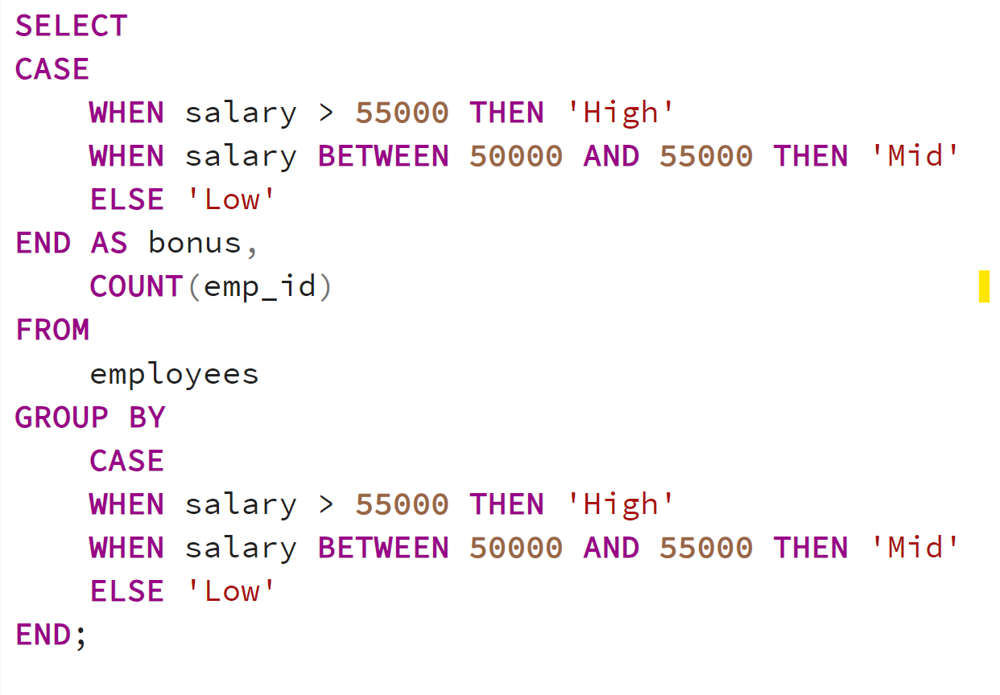 SELECT
CASE
    WHEN salary > 55000 THEN 'High'
    WHEN salary BETWEEN 50000 AND 55000 THEN 'Mid'
    ELSE 'Low'
END AS bonus,
    COUNT(emp_id)
FROM
    employees
GROUP BY
    CASE
    WHEN salary > 55000 THEN 'High'
    WHEN salary BETWEEN 50000 AND 55000 THEN 'Mid'
    ELSE 'Low'
END;